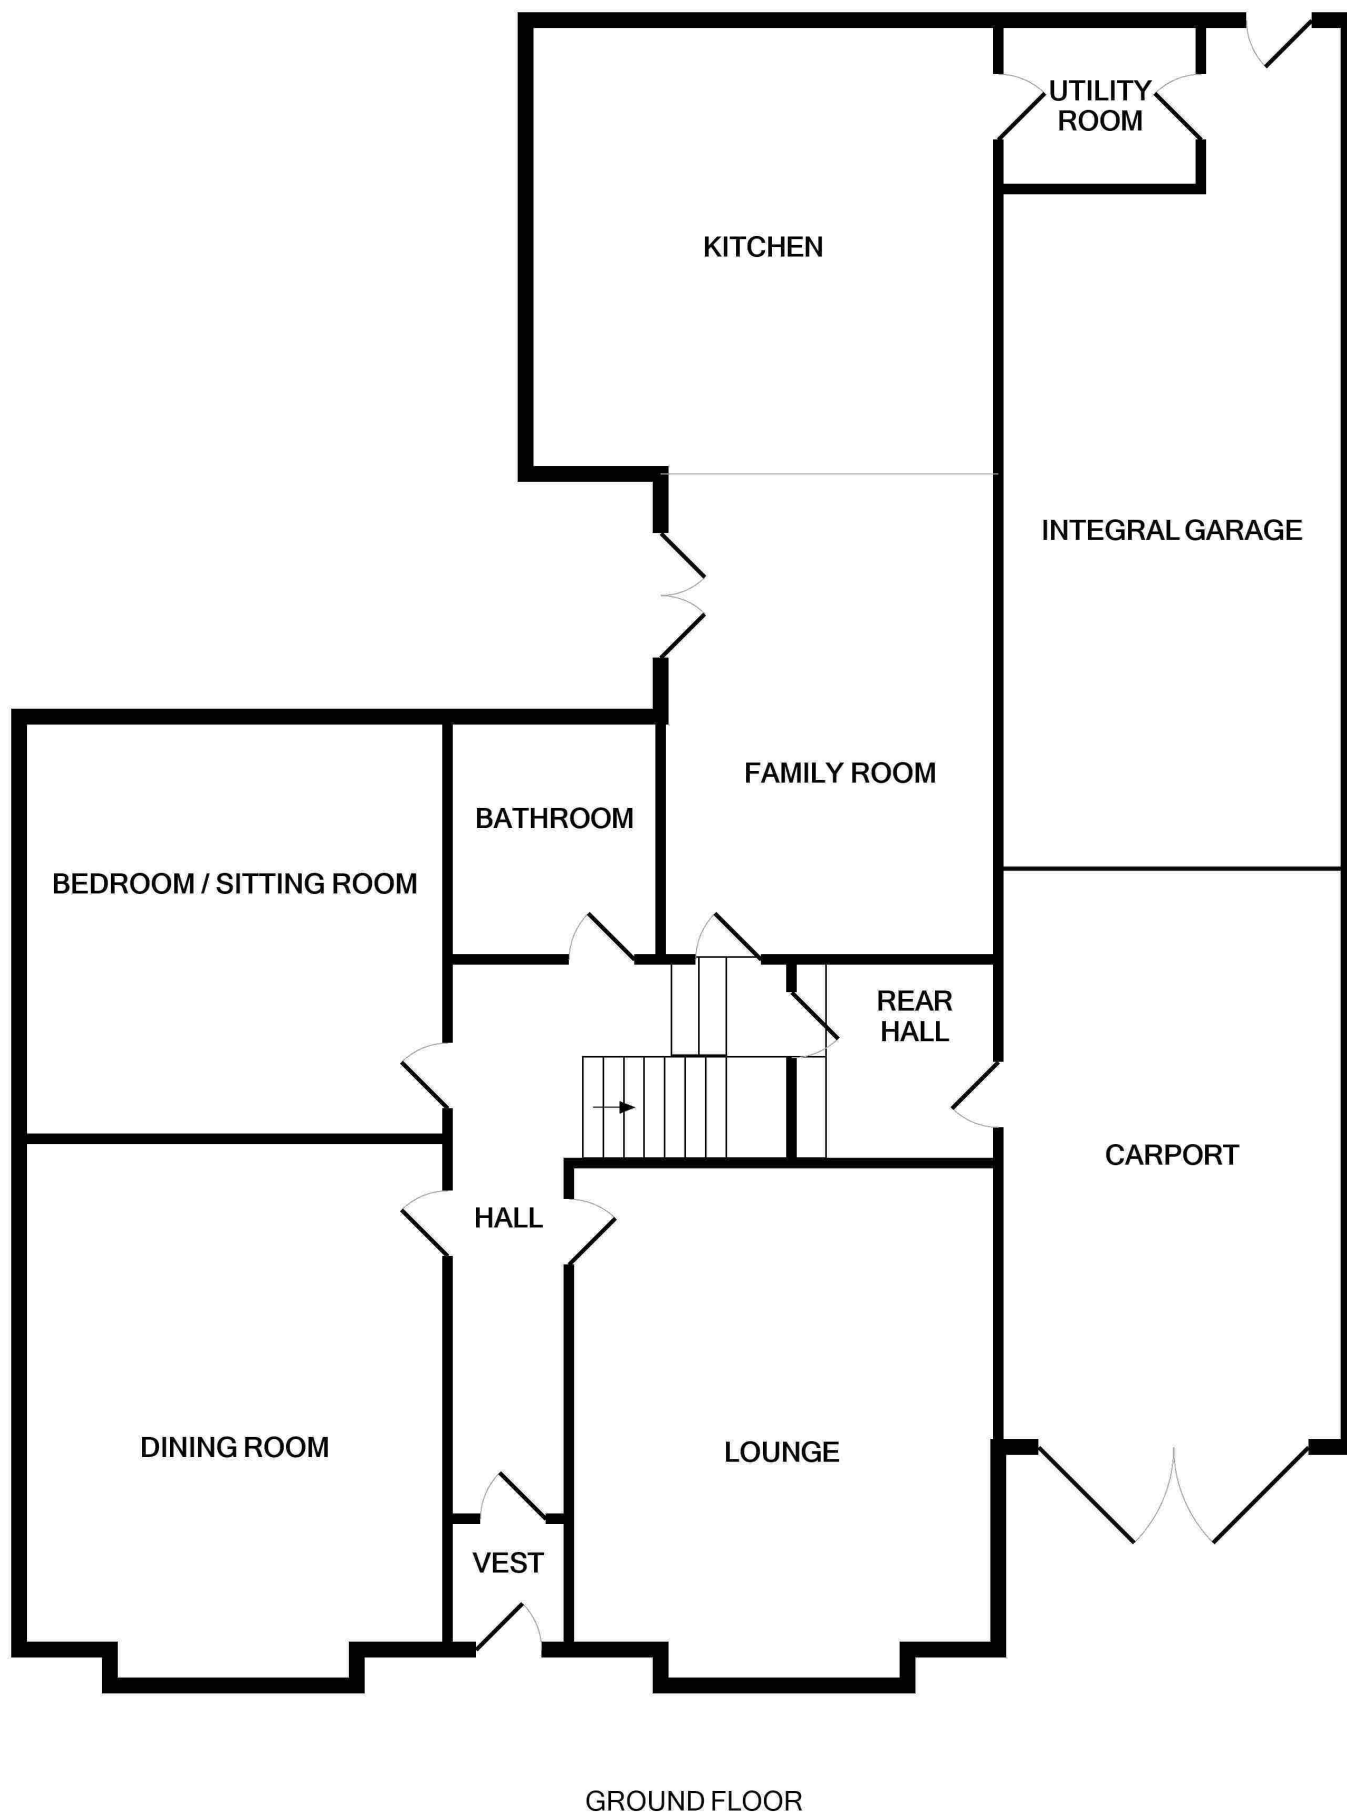 UTILITY
ROOM
KITCHEN
INTEGRAL GARAGE
FAMILY ROOM
BATHROOM
BEDROOM / SITTING ROOM
REAR
HALL
CARPORT
HALL
DINING ROOM
LOUNGE
VEST
GROUND FLOOR